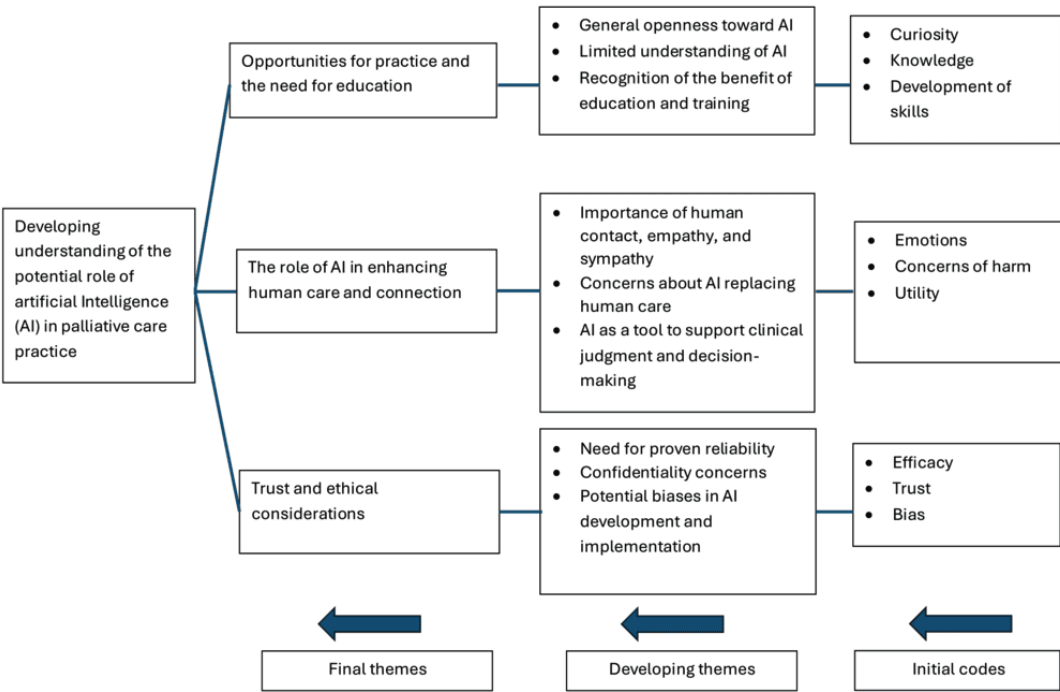 Developing
understanding of the
potential role of
artificial Intelligence
(AI) in palliative care
practice
Opportunities for practice and
the need for education
• General openness toward AI
• Limited understanding of AI
• Recognition of the benefit of
education and training
• Curiosity
• Knowledge
• Development of
skills
The role of AI in enhancing
human care and connection
• Importance of human
contact, empathy, and
sympathy
• Concerns about AI replacing
human care
• AI as a tool to support clinical
judgment and decision-
making
• Emotions
• Concerns of harm
• Utility
Trust and ethical
considerations
• Need for proven reliability
• Confidentiality concerns
• Potential biases in AI
development and
implementation
• Efficacy
• Trust
• Bias
Final themes
Developing themes
Initial codes